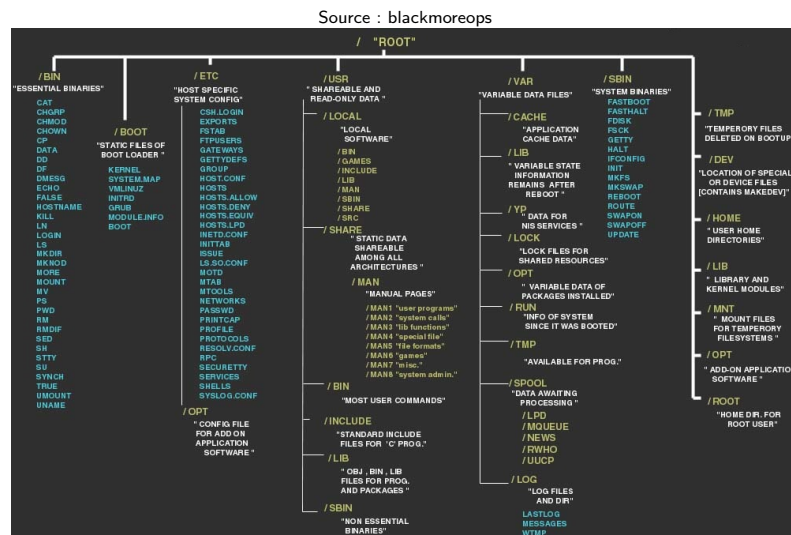 Source : blackmoreops
/ "ROOT"
/BIN
"ESSENTIAL BINARIES"
CAT
CHGRP
CHMOD
CHOWN
CP
DATA
DD
DF
DMESG
ECHO
FALSE
HOSTNAME
KILL
LN
LOGIN
LS
MKDIR
MKNOD
MORE
MOUNT
MV
PS
PWD
RM
RMDIF
SED
SH
STTY
SU
SYNCH
TRUE
UMOUNT
UNAME
/BOOT
"STATIC FILES OF
BOOT LOADER "
KERNEL
SYSTEM.MAP
VMLINUZ
INITRD
GRUB
MODULE.INFO
BOOT
/ETC
"HOST SPECIFIC
SYSTEM CONFIG"
CSH.LOGIN
EXPORTS
FSTAB
FTPUSERS
GATEWAYS
GETTYDEFS
GROUP
HOST.CONF
HOSTS
HOSTS.ALLOW
HOSTS.DENY
HOSTS.EQUIV
HOSTS.LPD
INETD.CONF
INITTAB
ISSUE
LS.SO.CONF
MOTD
MTAB
MTOOLS
NETWORKS
PASSWD
PRINTCAP
PROFILE
PROTOCOLS
RESOLV.CONF
RPC
SECURETTY
SERVICES
SHELLS
SYSLOG.CONF
/OPT
" CONFIG FILE
FOR ADD ON
APPLICATION
SOFTWARE "
/USR
" SHAREABLE AND
READ-ONLY DATA "
/LOCAL
"LOCAL
SOFTWARE"
/BIN
/GAMES
/INCLUDE
/LIB
/MAN
/SBIN
/SHARE
/SRC
/SHARE
" STATIC DATA
SHAREABLE
AMONG ALL
ARCHITECTURES "
/MAN
"MANUAL PAGES"
/MAN1 "user programs"
/MAN2 "system calls"
/MAN3 "lib functions"
/MAN4 "special file"
/MAN5 "file formats"
/MAN6 "games"
/MAN7 "misc."
/MAN8 "system admin."
/BIN
"MOST USER COMMANDS"
/INCLUDE
"STANDARD INCLUDE
FILES FOR 'C' PROG."
/LIB
" OBJ , BIN , LIB
FILES FOR PROG.
AND PACKAGES "
/SBIN
"NON ESSENTIAL
BINARIES"
/VAR
"VARIABLE DATA FILES"
/CACHE
"APPLICATION
CACHE DATA"
/LIB
" VARIABLE STATE
INFORMATION
REMAINS AFTER
REBOOT "
/YP
" DATA FOR
NIS SERVICES"
/LOCK
"LOCK FILES FOR
SHARED RESOURCES"
/OPT
" VARIABLE DATA OF
PACKAGES INSTALLED"
/RUN
"INFO OF SYSTEM
SINCE IT WAS BOOTED"
/TMP
"AVAILABLE FOR PROG."
/SPOOL
"DATA AWAITING
PROCESSING "
/LPD
/MQUEUE
/NEWS
/RWHO
/UUCP
/LOG
"LOG FILES
AND DIR"
LASTLOG
MESSAGES
WTMP
/SBIN
"SYSTEM BINARIES"
FASTBOOT
FASTHALT
FDISK
FSCK
GETTY
HALT
IFCONFIG
INIT
MKFS
MKSWAP
REBOOT
ROUTE
SWAPON
SWAPOFF
UPDATE
/TMP
"TEMPERORY FILES
DELETED ON BOOTUP
/DEV
"LOCATION OF SPECIAL
OR DEVICE FILES
[CONTAINS MAKEDEV]"
/HOME
" USER HOME
DIRECTORIES"
/LIB
" LIBRARY AND
KERNEL MODULES"
/MNT
" MOUNT FILES
FOR TEMPERORY
FILESYSTEMS "
/OPT
"ADD-ON APPLICATIO
SOFTWARE "
/ROOT
"HOME DIR. FOR
ROOT USER"